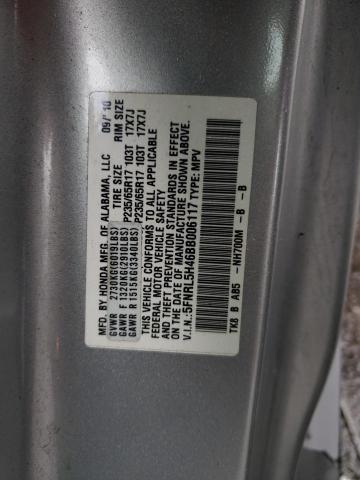 MFD. BY HONDA MFG. OF ALABAMA, LLC 09/10
GVWR 2730KG(6019LBS) TIRE SIZE RIM SIZE
GAWR F 1320KG(2910LBS) P235/65R17 103T 17X7J
GAWR R 1515KG(3340LBS) P235/65R17 103T 17X7J
THIS VEHICLE CONFORMS TO ALL APPLICABLE
FEDERAL MOTOR VEHICLE SAFETY
AND THEFT PREVENTION STANDARDS IN EFFECT
ON THE DATE OF MANUFACTURE SHOWN ABOVE.
V.I.N.:5FNRL5H46BB006117 TYPE: MPV
TK8 B AB5 - NH700M - B - B